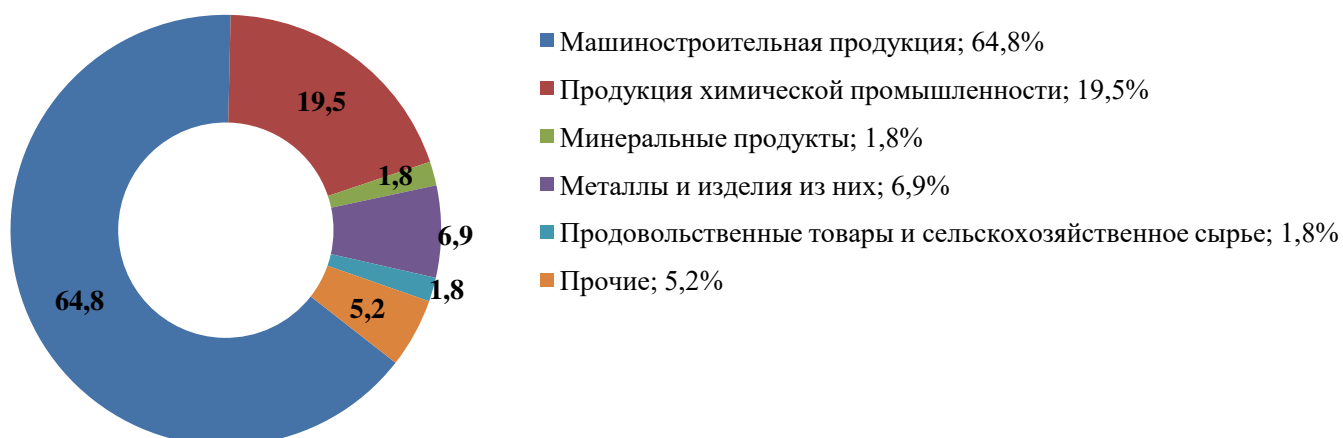 Машиностроительная продукция; 64,8%
Продукция химической промышленности; 19,5%
Минеральные продукты; 1,8%
Металлы и изделия из них; 6,9%
Продовольственные товары и сельскохозяйственное сырье; 1,8%
Прочие; 5,2%
19,5
1,8
6,9
1,8
5,2
64,8